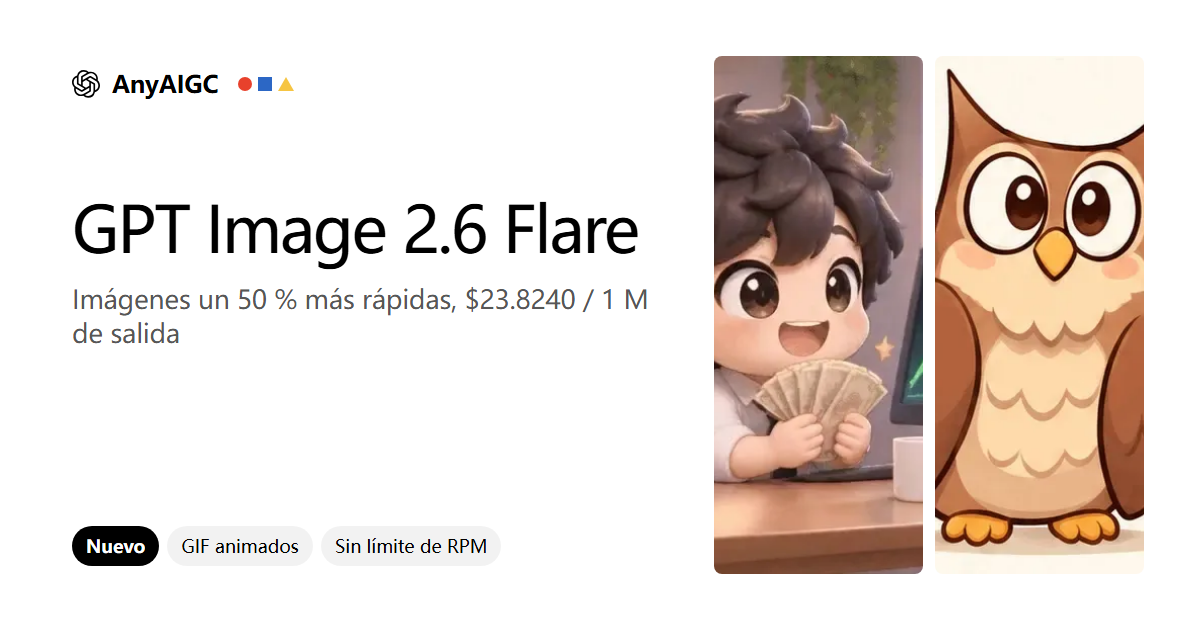 AnyAIGC
GPT Image 2.6 Flare
Imágenes un 50 % más rápidas, $23.8240 / 1 M
de salida
Nuevo
GIF animados
Sin límite de RPM